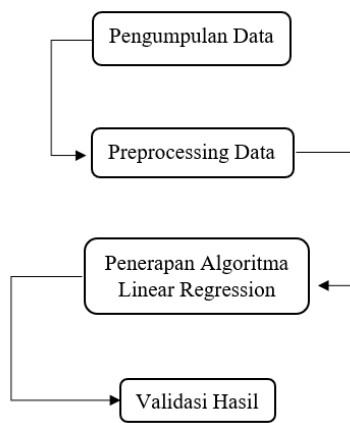 Pengumpulan Data
Preprocessing Data
Penerapan Algoritma
Linear Regression
Validasi Hasil